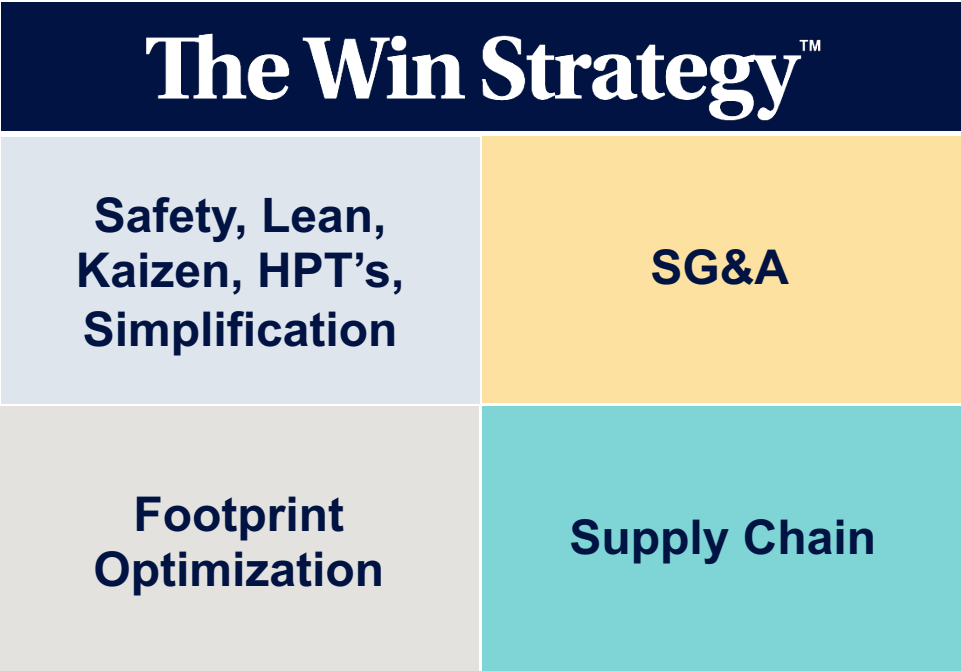 The Win Strategy™
Safety, Lean,
Kaizen, HPT’s,
Simplification
SG&A
Footprint
Optimization
Supply Chain